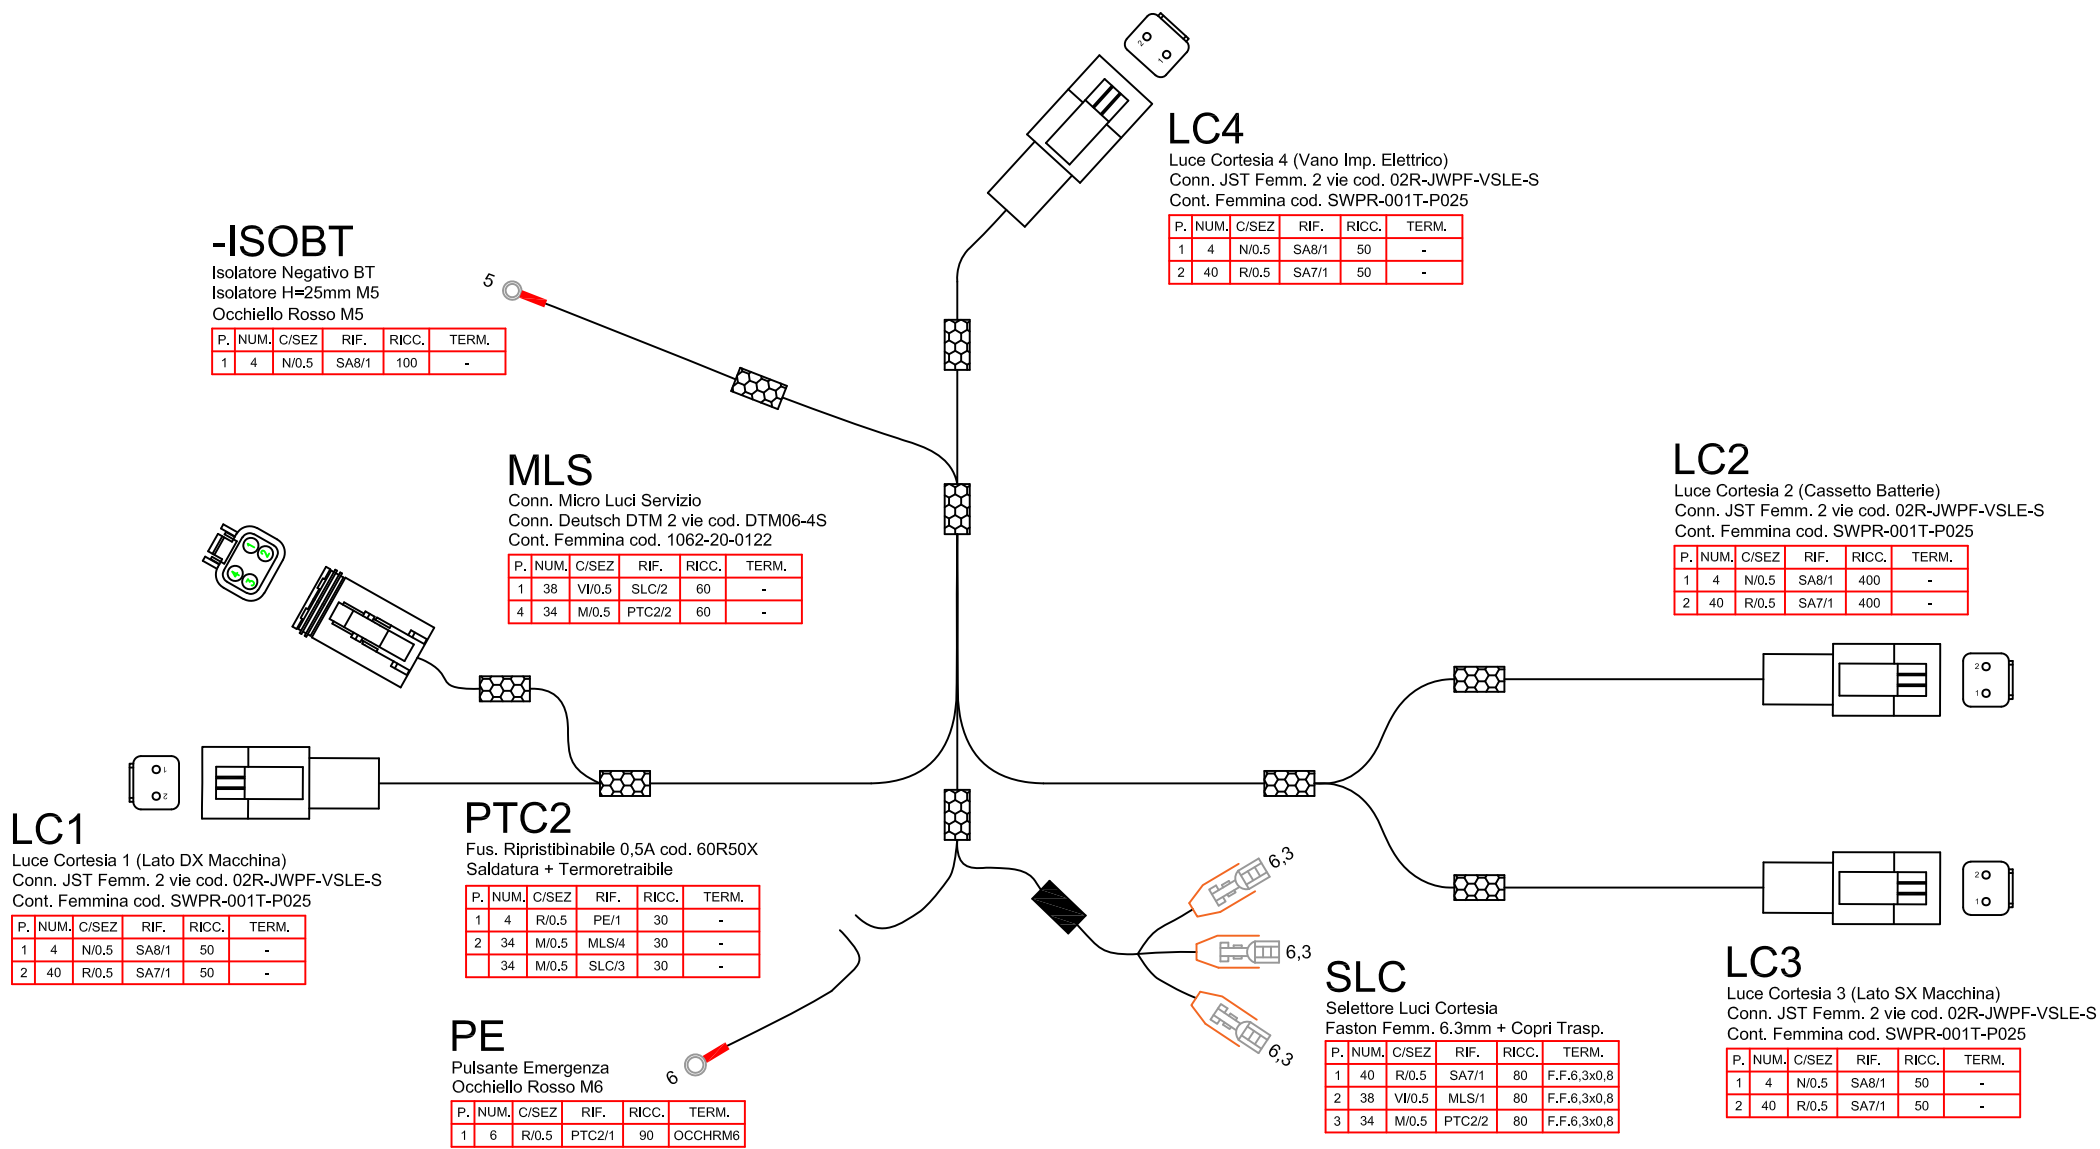 2
1
LC4
Luce Cortesia 4 (Vano Imp. Elettrico)
Conn. JST Femm. 2 vie cod. 02R-JWPF-VSLE-S
Cont. Femmina cod. SWPR-001T-P025
P. NUM. C/SEZ RIF. RICC. TERM.
1 4 N/0.5 SA8/1 50 -
2 40 R/0.5 SA7/1 50 -
-ISOBT
Isolatore Negativo BT
Isolatore H=25mm M5
Occhiello Rosso M5
P. NUM. C/SEZ RIF. RICC. TERM.
1 4 N/0.5 SA8/1 100 -
5
MLS
Conn. Micro Luci Servizio
Conn. Deutsch DTM 2 vie cod. DTM06-4S
Cont. Femmina cod. 1062-20-0122
P. NUM. C/SEZ RIF. RICC. TERM.
1 38 VI/0.5 SLC/2 60 -
4 34 M/0.5 PTC2/2 60 -
1
2
4
3
LC2
Luce Cortesia 2 (Cassetto Batterie)
Conn. JST Femm. 2 vie cod. 02R-JWPF-VSLE-S
Cont. Femmina cod. SWPR-001T-P025
P. NUM. C/SEZ RIF. RICC. TERM.
1 4 N/0.5 SA8/1 400 -
2 40 R/0.5 SA7/1 400 -
2
1
1
2
LC1
Luce Cortesia 1 (Lato DX Macchina)
Conn. JST Femm. 2 vie cod. 02R-JWPF-VSLE-S
Cont. Femmina cod. SWPR-001T-P025
P. NUM. C/SEZ RIF. RICC. TERM.
1 4 N/0.5 SA8/1 50 -
2 40 R/0.5 SA7/1 50 -
PTC2
Fus. Ripristibinabile 0,5A cod. 60R50X
Saldatura + Termoretraibile
P. NUM. C/SEZ RIF. RICC. TERM.
1 4 R/0.5 PE/1 30 -
2 34 M/0.5 MLS/4 30 -
34 M/0.5 SLC/3 30 -
PE
Pulsante Emergenza
Occhiello Rosso M6
P. NUM. C/SEZ RIF. RICC. TERM.
1 6 R/0.5 PTC2/1 90 OCCHRM6
6
6,3
6,3
6,3
SLC
Selettore Luci Cortesia
Faston Femm. 6.3mm + Copri Trasp.
P. NUM. C/SEZ RIF. RICC. TERM.
1 40 R/0.5 SA7/1 80 F.F.6,3x0,8
2 38 VI/0.5 MLS/1 80 F.F.6,3x0,8
3 34 M/0.5 PTC2/2 80 F.F.6,3x0,8
2
1
LC3
Luce Cortesia 3 (Lato SX Macchina)
Conn. JST Femm. 2 vie cod. 02R-JWPF-VSLE-S
Cont. Femmina cod. SWPR-001T-P025
P. NUM. C/SEZ RIF. RICC. TERM.
1 4 N/0.5 SA8/1 50 -
2 40 R/0.5 SA7/1 50 -